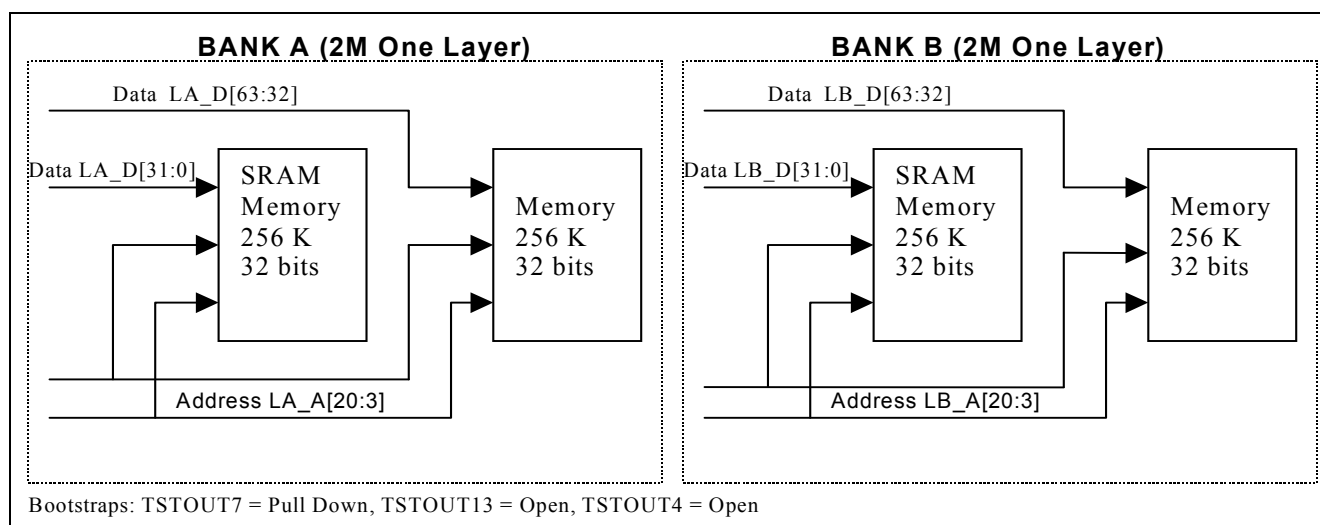 BANK A (2M One Layer)
Data LA_D[63:32]
Data LA_D[31:0]
SRAM
Memory
256 K
32 bits
Memory
256 K
32 bits
Address LA_A[20:3]
BANK B (2M One Layer)
Data LB_D[63:32]
Data LB_D[31:0]
SRAM
Memory
256 K
32 bits
Memory
256 K
32 bits
Address LB_A[20:3]
Bootstraps: TSTOUT7 = Pull Down, TSTOUT13 = Open, TSTOUT4 = Open